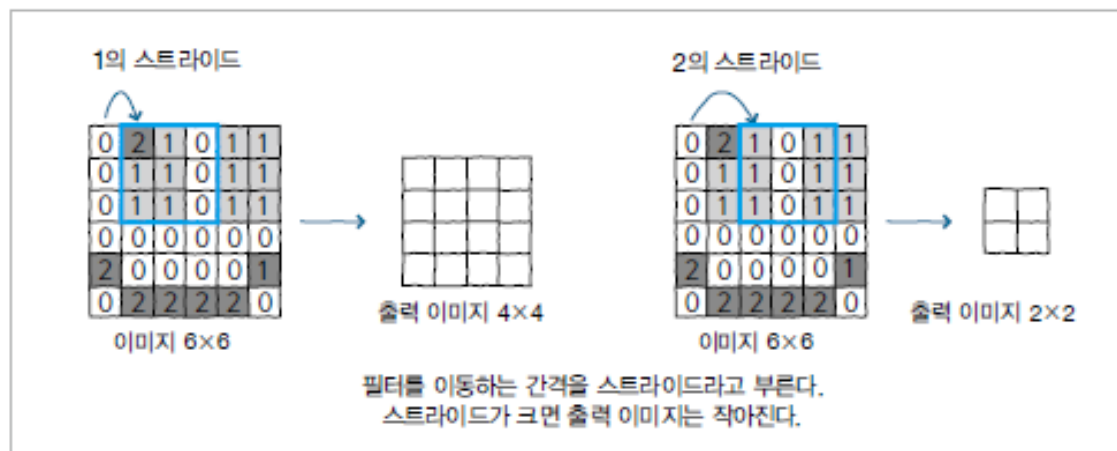 1의 스트라이드
0 2 1 0 1 1
0 1 1 0 1 1
0 1 1 0 1 1
0 0 0 0 0 0
2 0 0 0 0 1
0 2 2 2 2 0
이미지 6×6
출력 이미지 4×4
2의 스트라이드
0 2 1 0 1 1
0 1 1 0 1 1
0 1 1 0 1 1
0 0 0 0 0 0
2 0 0 0 0 1
0 2 2 2 2 0
이미지 6×6
출력 이미지 2×2
필터를 이동하는 간격을 스트라이드라고 부른다.
스트라이드가 크면 출력 이미지는 작아진다.